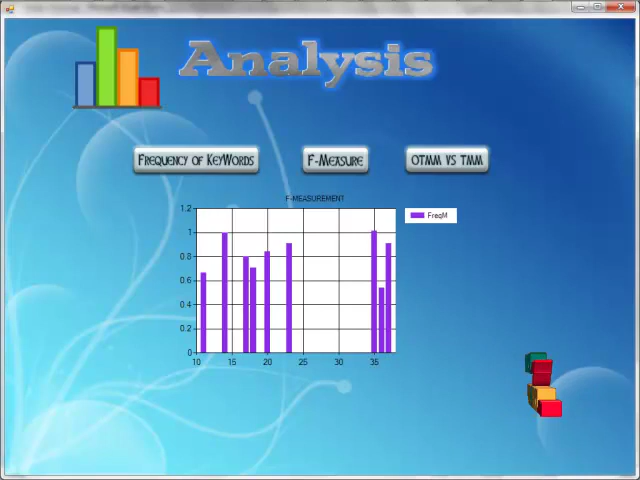 Analysis
Frequency of KeyWords
F-Measure
OTMM VS TMM
F-MEASUREMENT
1.2
1
0.8
0.6
0.4
0.2
0
10 15 20 25 30 35
FreqM